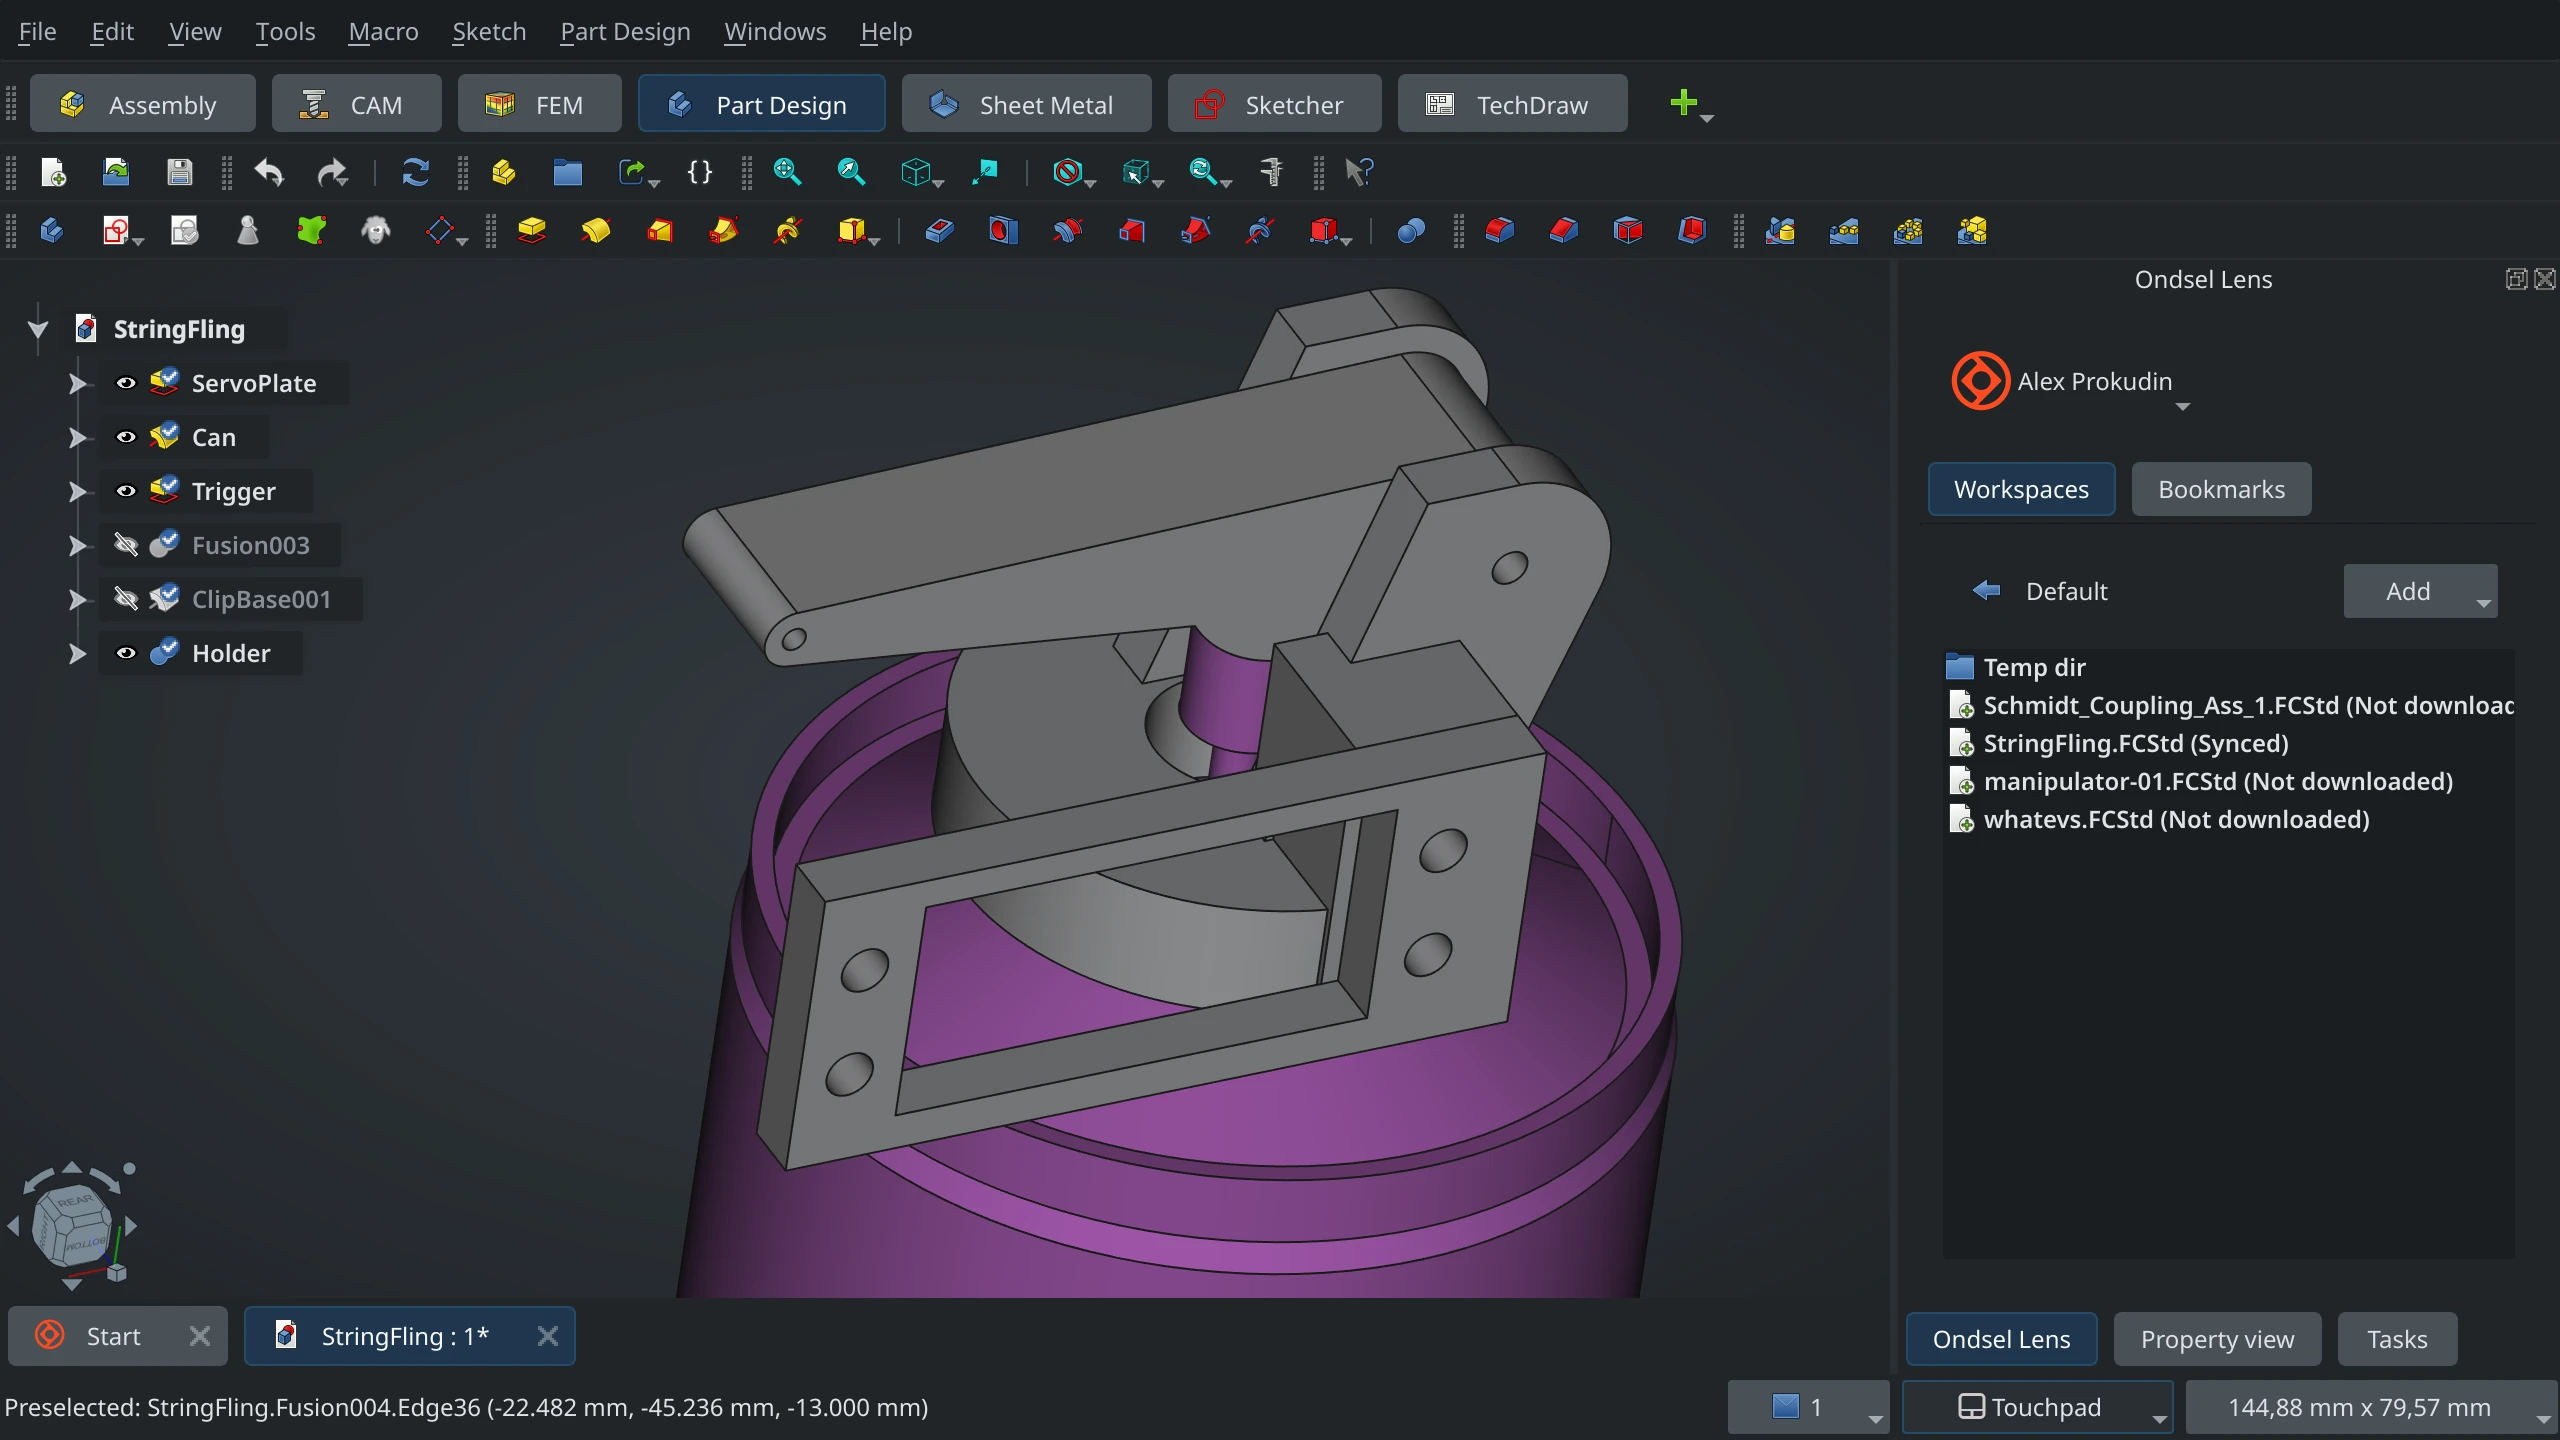 File Edit View Tools Macro Sketch Part Design Windows Help
Assembly CAM FEM Part Design Sheet Metal Sketcher TechDraw
Ondsel Lens
StringFling
ServoPlate
Can
Trigger
Fusion003
ClipBase001
Holder
Alex Prokudin
Workspaces Bookmarks
Default Add
Temp dir
Schmidt_Coupling_Ass_1.FCStd (Not downloac
StringFling.FCStd (Synced)
manipulator-01.FCStd (Not downloaded)
whatevs.FCStd (Not downloaded)
REAR
BOTTOM
Start StringFling : 1*
Ondsel Lens Property view Tasks
Preselected: StringFling.Fusion004.Edge36 (-22.482 mm, -45.236 mm, -13.000 mm)
1 Touchpad 144,88 mm x 79,57 mm